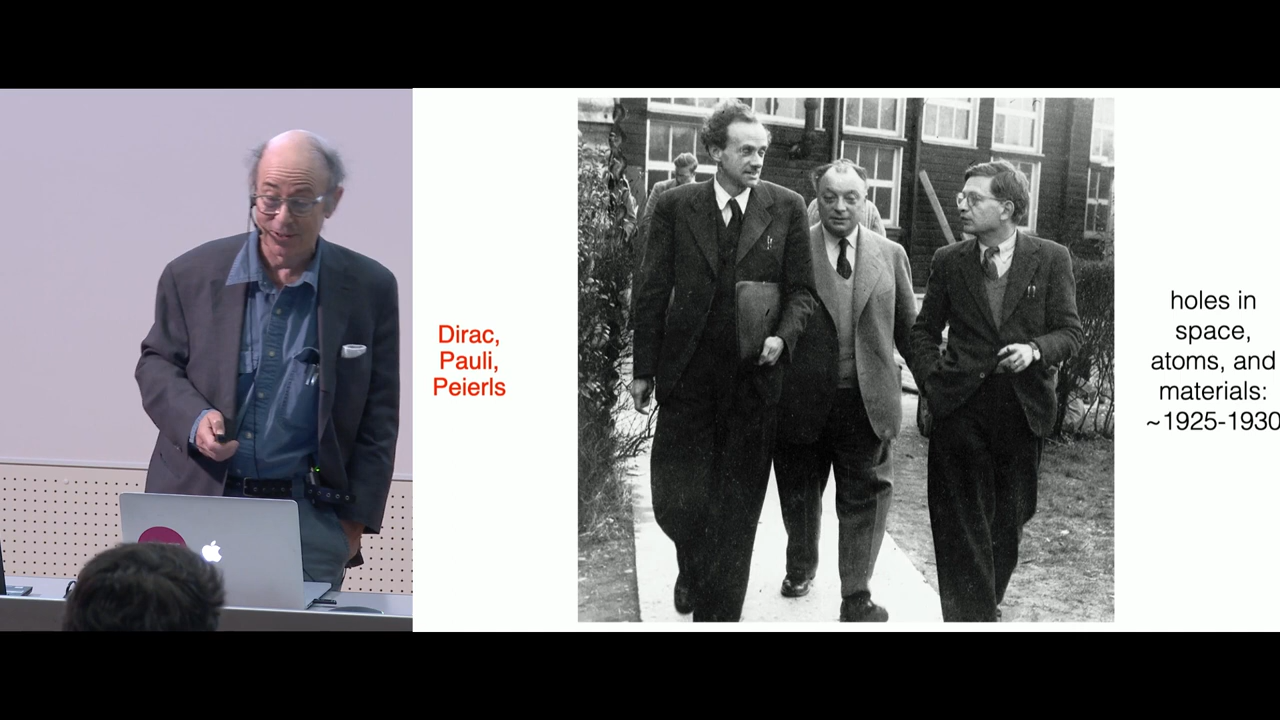 Dirac,
Pauli,
Peierls
holes in
space,
atoms, and
materials:
~1925-1930